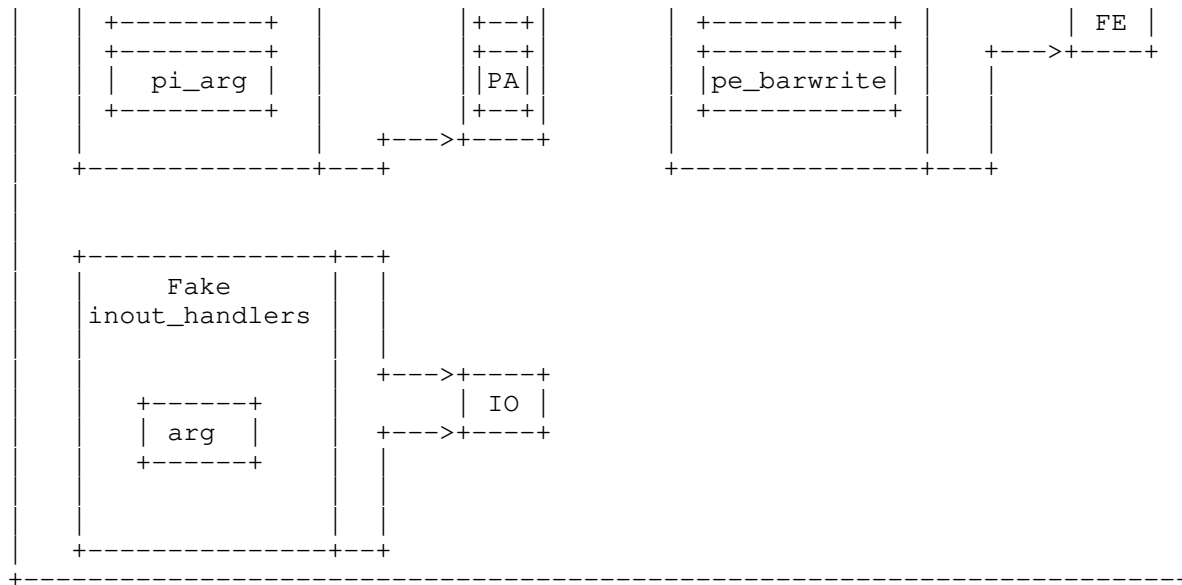 FE
pi_arg PA pe_barwrite
Fake
inout_handlers
IO
arg